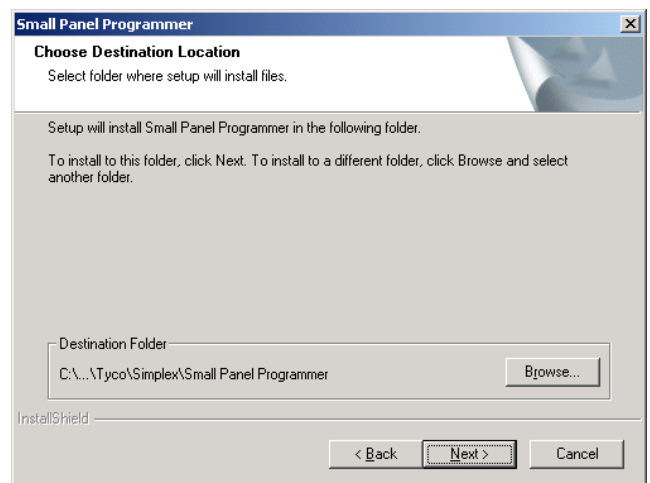 Small Panel Programmer
Choose Destination Location
Select folder where setup will install files.
Setup will install Small Panel Programmer in the following folder.
To install to this folder, click Next. To install to a different folder, click Browse and select
another folder.
Destination Folder
C:\...\Tyco\Simplex\Small Panel Programmer
Browse...
InstallShield
< Back
Next >
Cancel